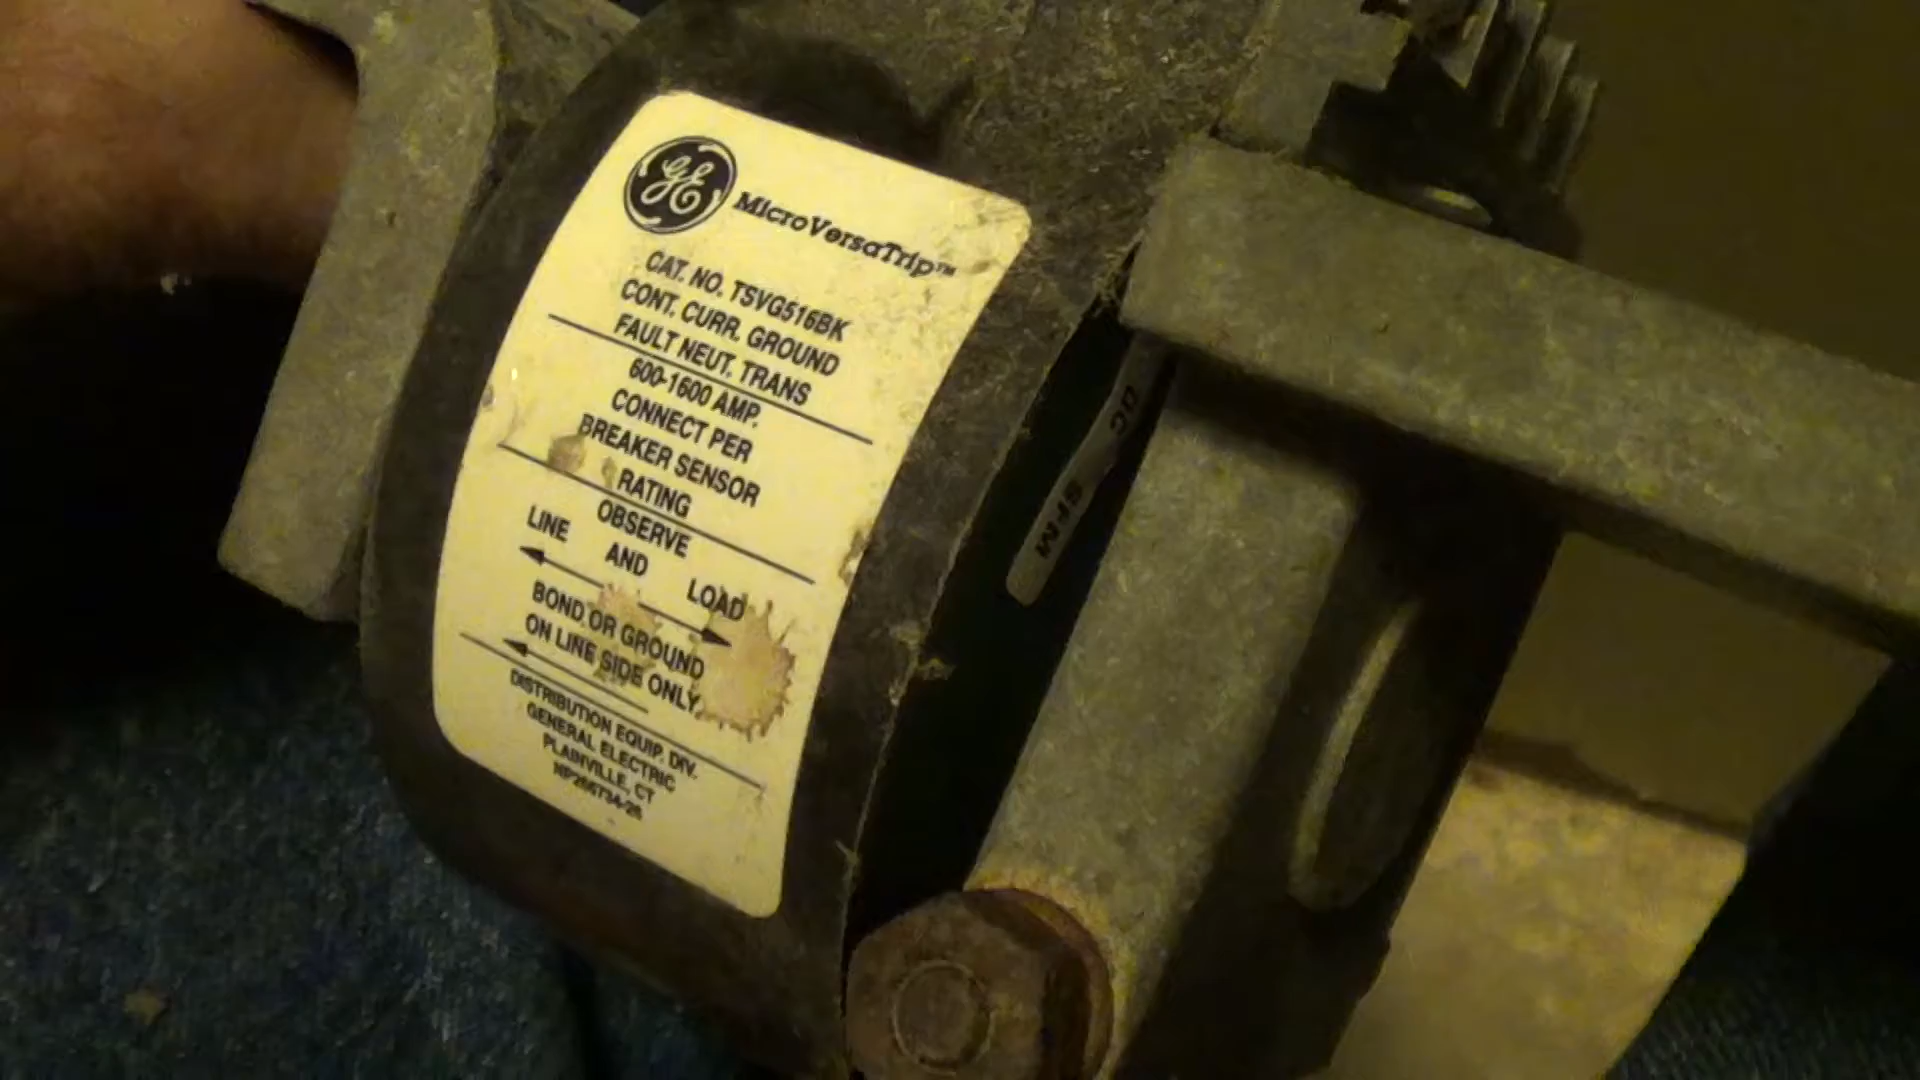 GE MicroVersaTrip™
CAT. NO. TSVG516BK
CONT. CURR. GROUND
FAULT NEUT. TRANS
600-1600 AMP.
CONNECT PER
BREAKER SENSOR
RATING
OBSERVE
LINE AND LOAD
BOND OR GROUND
ON LINE SIDE ONLY
DISTRIBUTION EQUIP. DIV.
GENERAL ELECTRIC
PLAINVILLE, CT